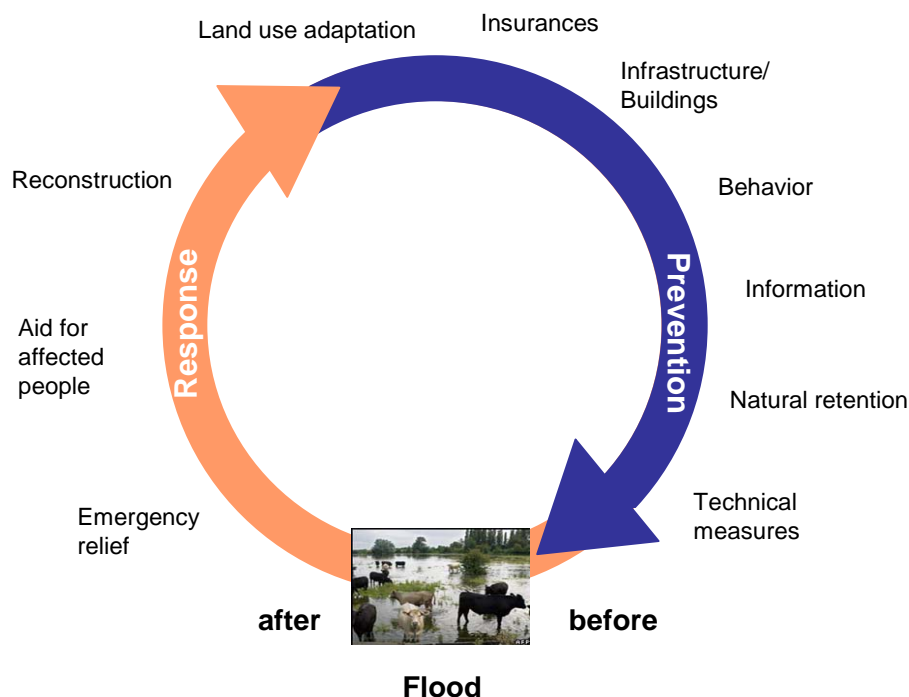 Land use adaptation
Insurances
Infrastructure/
Buildings
Reconstruction
Behavior
Response
Prevention
Information
Aid for
affected
people
Natural retention
Emergency
relief
Technical
measures
AFP
after
before
Flood